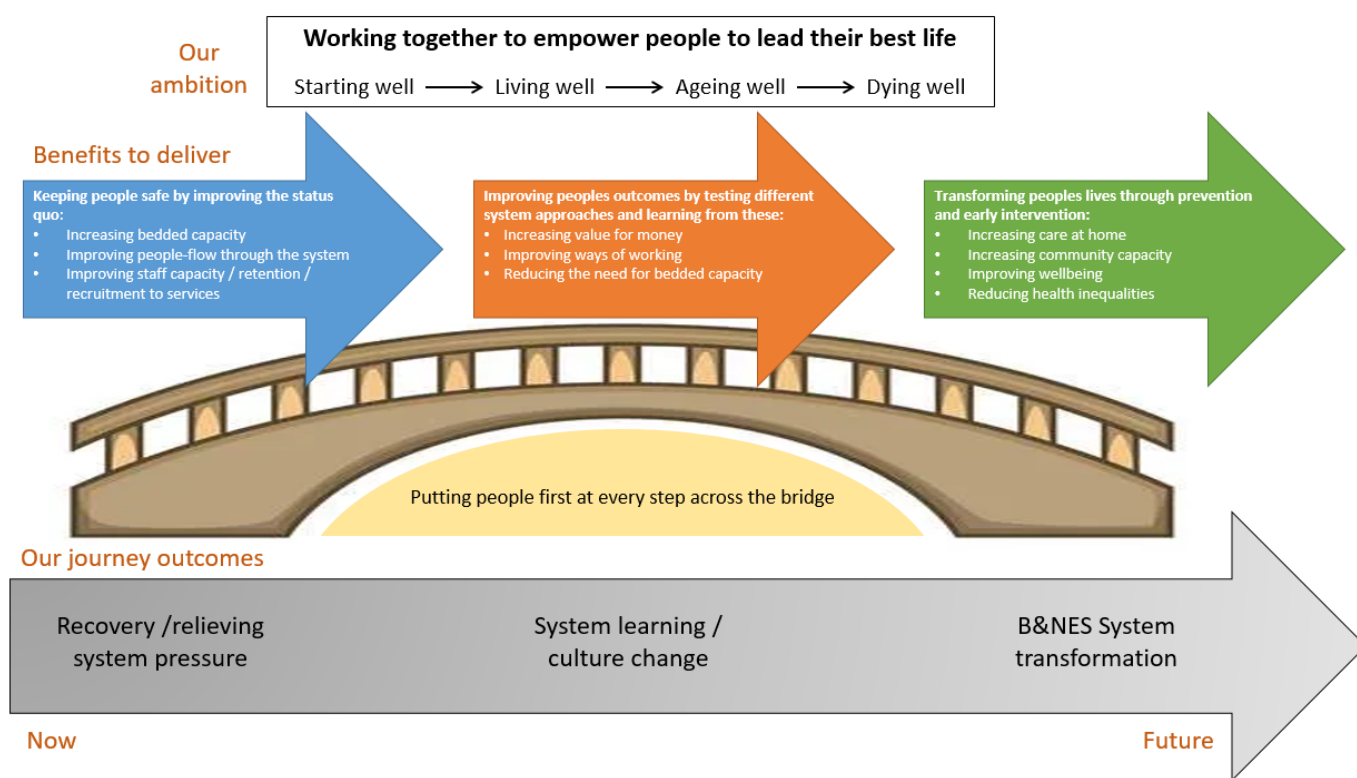 Our
ambition
Working together to empower people to lead their best life
Starting well
Living well
Ageing well
Dying well
Benefits to deliver
Keeping people safe by improving the status
quo:
• Increasing bedded capacity
• Improving people-flow through the system
• Improving staff capacity / retention /
recruitment to services
Improving peoples outcomes by testing different
system approaches and learning from these:
• Increasing value for money
• Improving ways of working
• Reducing the need for bedded capacity
Transforming peoples lives through prevention
and early intervention:
• Increasing care at home
• Increasing community capacity
• Improving wellbeing
• Reducing health inequalities
Putting people first at every step across the bridge
Our journey outcomes
Recovery /relieving
system pressure
System learning /
culture change
B&NES System
transformation
Now
Future